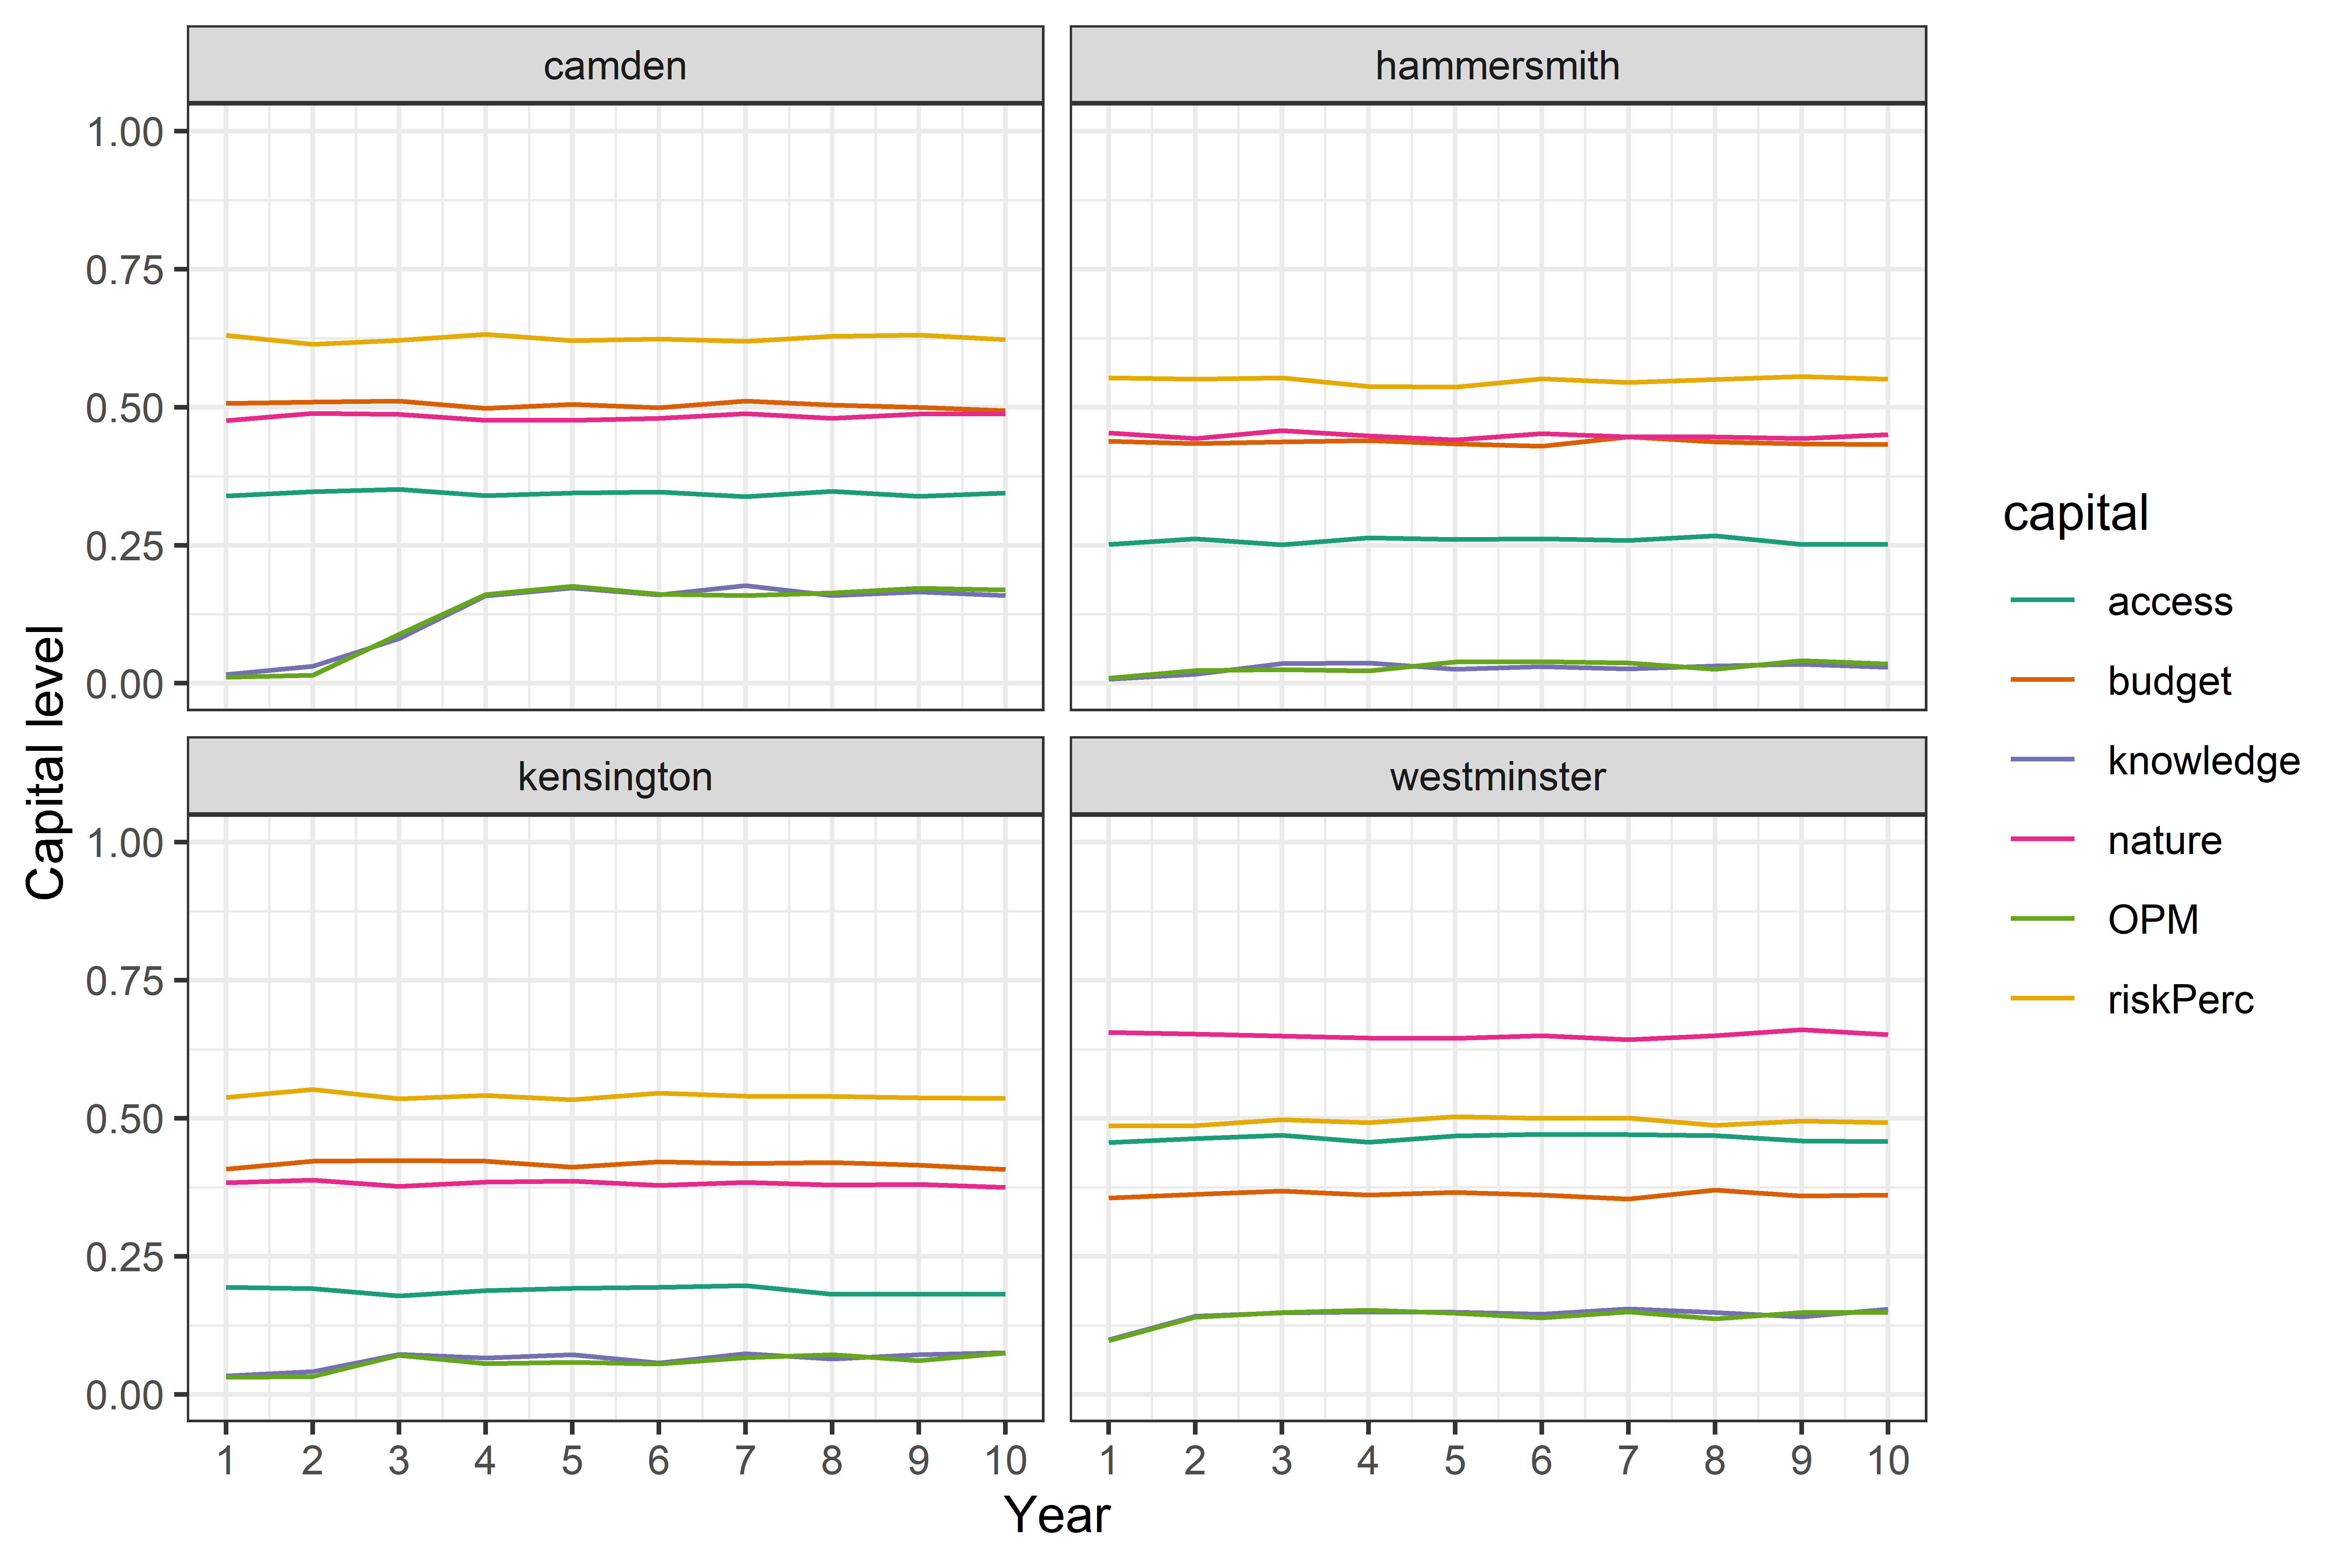 camden
hammersmith
1.00
0.75
0.50
0.25
0.00
kensington
westminster
1.00
0.75
0.50
0.25
0.00
1 2 3 4 5 6 7 8 9 10
1 2 3 4 5 6 7 8 9 10
Year
Capital level
capital
access
budget
knowledge
nature
OPM
riskPerc